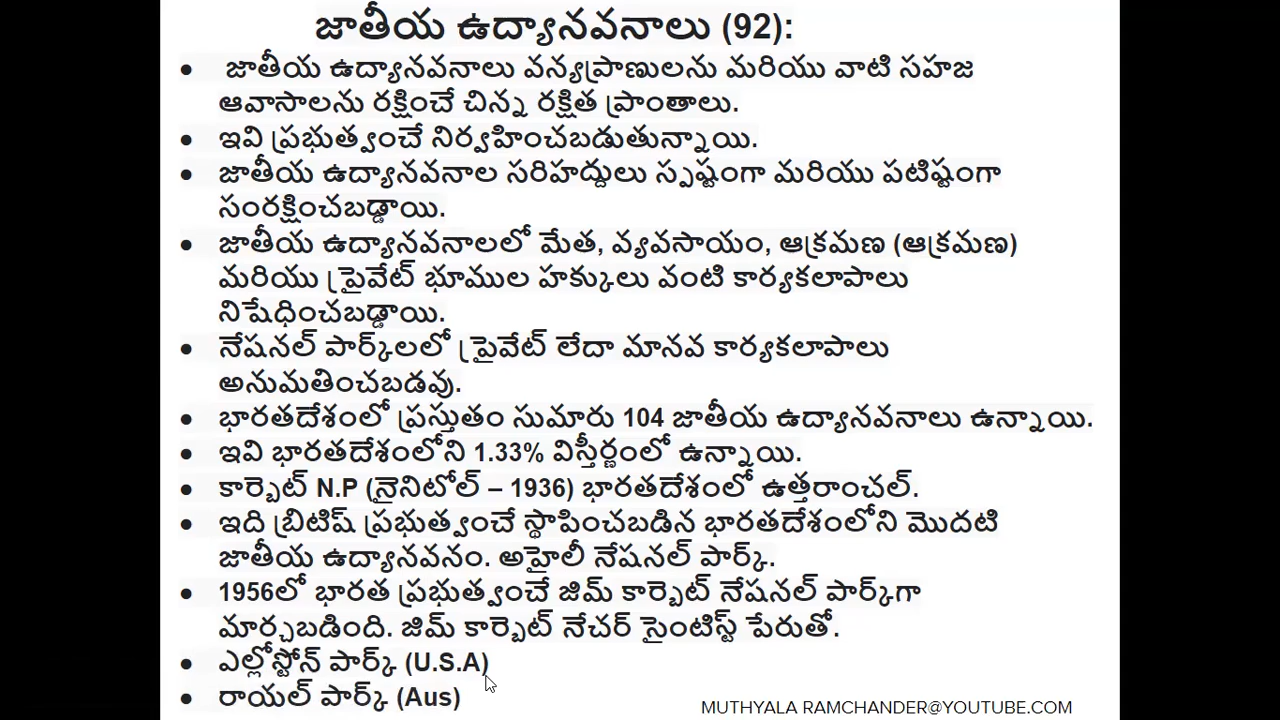 జాతీయ ఉద్యానవనాలు (92):
• జాతీయ ఉద్యానవనాలు వన్యప్రాణులను మరియు వాటి సహజ
ఆవాసాలను రక్షించే చిన్న రక్షిత ప్రాంతాలు.
• ఇవి ప్రభుత్వంచే నిర్వహించబడుతున్నాయి.
• జాతీయ ఉద్యానవనాల సరిహద్దులు స్పష్టంగా మరియు పటిష్టంగా
సంరక్షించబడ్డాయి.
• జాతీయ ఉద్యానవనాలలో మేత, వ్యవసాయం, ఆక్రమణ (ఆక్రమణ)
మరియు ప్రైవేట్ భూముల హక్కులు వంటి కార్యకలాపాలు
నిషేధించబడ్డాయి.
• నేషనల్ పార్క్‌లలో ప్రైవేట్ లేదా మానవ కార్యకలాపాలు
అనుమతించబడవు.
• భారతదేశంలో ప్రస్తుతం సుమారు 104 జాతీయ ఉద్యానవనాలు ఉన్నాయి.
• ఇవి భారతదేశంలోని 1.33% విస్తీర్ణంలో ఉన్నాయి.
• కార్బెట్ N.P (నైనిటోల్ – 1936) భారతదేశంలో ఉత్తరాంచల్.
• ఇది బ్రిటిష్ ప్రభుత్వంచే స్థాపించబడిన భారతదేశంలోని మొదటి
జాతీయ ఉద్యానవనం. అహైలీ నేషనల్ పార్క్.
• 1956లో భారత ప్రభుత్వంచే జిమ్ కార్బెట్ నేషనల్ పార్క్‌గా
మార్చబడింది. జిమ్ కార్బెట్ నేచర్ సైంటిస్ట్ పేరుతో.
• ఎల్లోస్టోన్ పార్క్ (U.S.A)
• రాయల్ పార్క్ (Aus)
MUTHYALA RAMCHANDER@YOUTUBE.COM